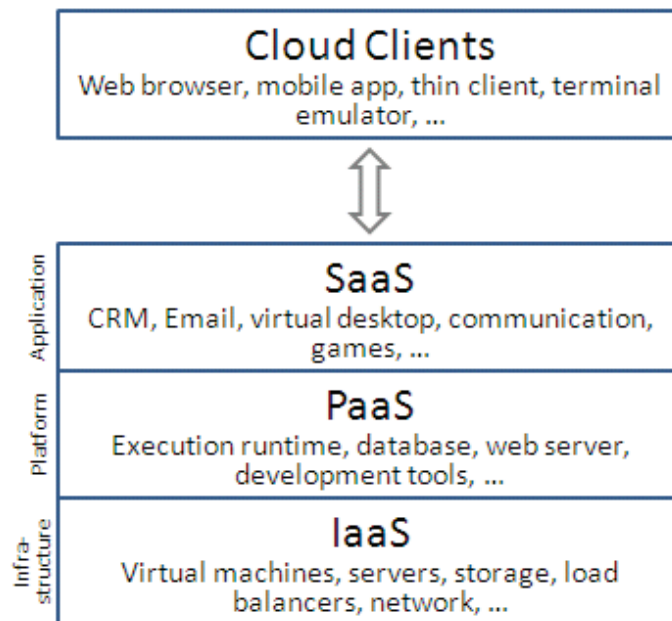 Cloud Clients
Web browser, mobile app, thin client, terminal
emulator, ...
Application
SaaS
CRM, Email, virtual desktop, communication,
games, ...
Platform
PaaS
Execution runtime, database, web server,
development tools, ...
Infra-
structure
IaaS
Virtual machines, servers, storage, load
balancers, network, ...